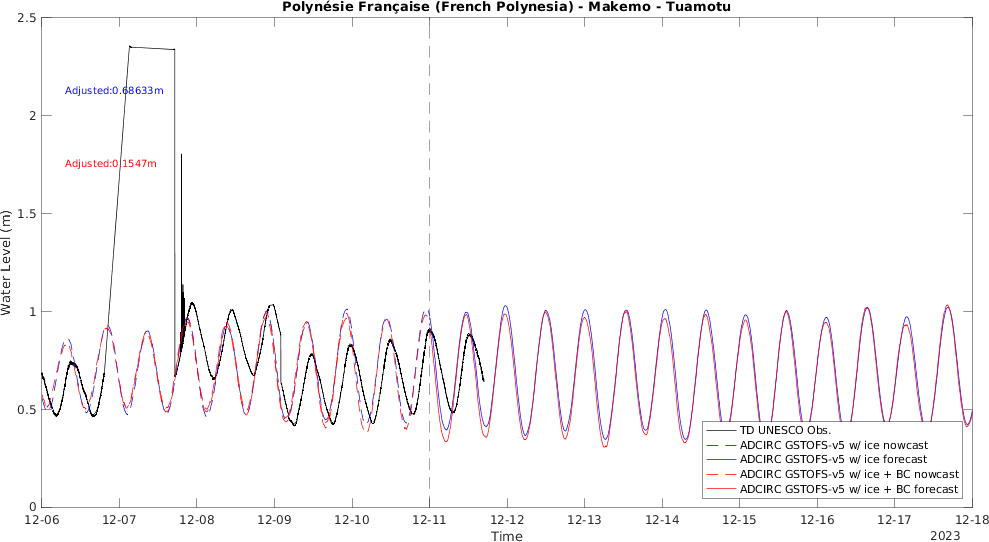 Polynésie Française (French Polynesia) - Makemo - Tuamotu
2.5
2
1.5
1
0.5
0
Water Level (m)
Adjusted:0.68633m
Adjusted:0.1547m
TD UNESCO Obs.
ADCIRC GSTOFS-v5 w/ ice nowcast
ADCIRC GSTOFS-v5 w/ ice forecast
ADCIRC GSTOFS-v5 w/ ice + BC nowcast
ADCIRC GSTOFS-v5 w/ ice + BC forecast
12-06 12-07 12-08 12-09 12-10 12-11 12-12 12-13 12-14 12-15 12-16 12-17 12-18
Time
2023